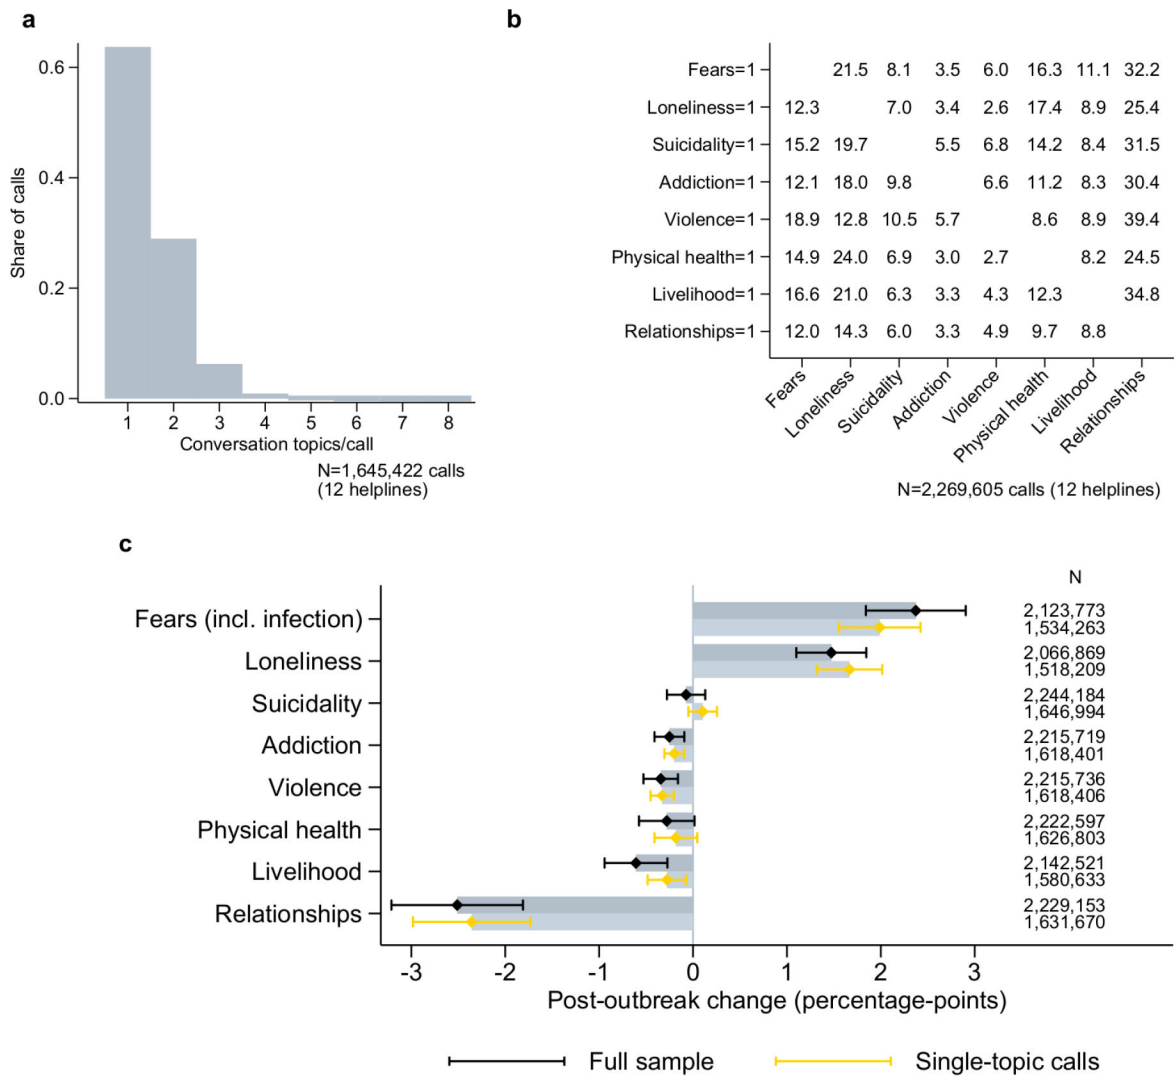 a
0.6
0.4
0.2
0.0
Share of calls
1 2 3 4 5 6 7 8
Conversation topics/call
N=1,645,422 calls
(12 helplines)
b
Fears=1 21.5 8.1 3.5 6.0 16.3 11.1 32.2
Loneliness=1 12.3 7.0 3.4 2.6 17.4 8.9 25.4
Suicidality=1 15.2 19.7 5.5 6.8 14.2 8.4 31.5
Addiction=1 12.1 18.0 9.8 6.6 11.2 8.3 30.4
Violence=1 18.9 12.8 10.5 5.7 8.6 8.9 39.4
Physical health=1 14.9 24.0 6.9 3.0 2.7 8.2 24.5
Livelihood=1 16.6 21.0 6.3 3.3 4.3 12.3 34.8
Relationships=1 12.0 14.3 6.0 3.3 4.9 9.7 8.8
Fears
Loneliness
Suicidality
Addiction
Violence
Physical health
Livelihood
Relationships
N=2,269,605 calls (12 helplines)
c
N
Fears (incl. infection)
2,123,773
1,534,263
Loneliness
2,066,869
1,518,209
Suicidality
2,244,184
1,646,994
Addiction
2,215,719
1,618,401
Violence
2,215,736
1,618,406
Physical health
2,222,597
1,626,803
Livelihood
2,142,521
1,580,633
Relationships
2,229,153
1,631,670
-3 -2 -1 0 1 2 3
Post-outbreak change (percentage-points)
Full sample
Single-topic calls